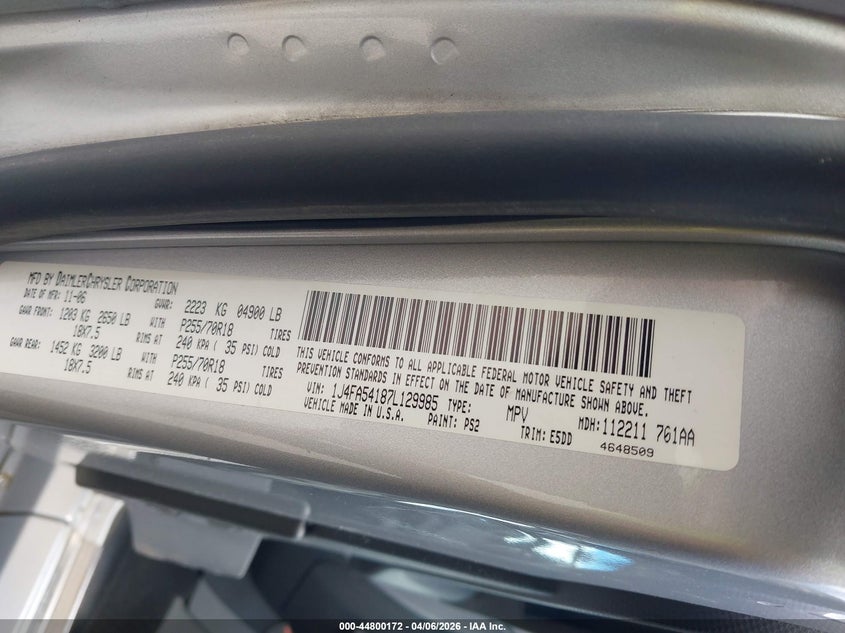 MFD BY DAIMLERCHRYSLER CORPORATION
DATE OF MFR: 11-06 GVWR: 2223 KG 04900 LB
GAWR FRONT: 1203 KG 2650 LB WITH P255/70R18 TIRES
18X7.5 RIMS AT 240 KPA ( 35 PSI) COLD
GAWR REAR: 1452 KG 3200 LB WITH P255/70R18 TIRES
18X7.5 RIMS AT 240 KPA ( 35 PSI) COLD
THIS VEHICLE CONFORMS TO ALL APPLICABLE FEDERAL MOTOR VEHICLE SAFETY AND THEFT
PREVENTION STANDARDS IN EFFECT ON THE DATE OF MANUFACTURE SHOWN ABOVE.
VIN: 1J4FA54187L129985 TYPE: MPV MDH: 112211 761AA
VEHICLE MADE IN U.S.A. PAINT: PS2 TRIM: E5DD
4648509
000-44800172 - 04/06/2026 - IAA Inc.